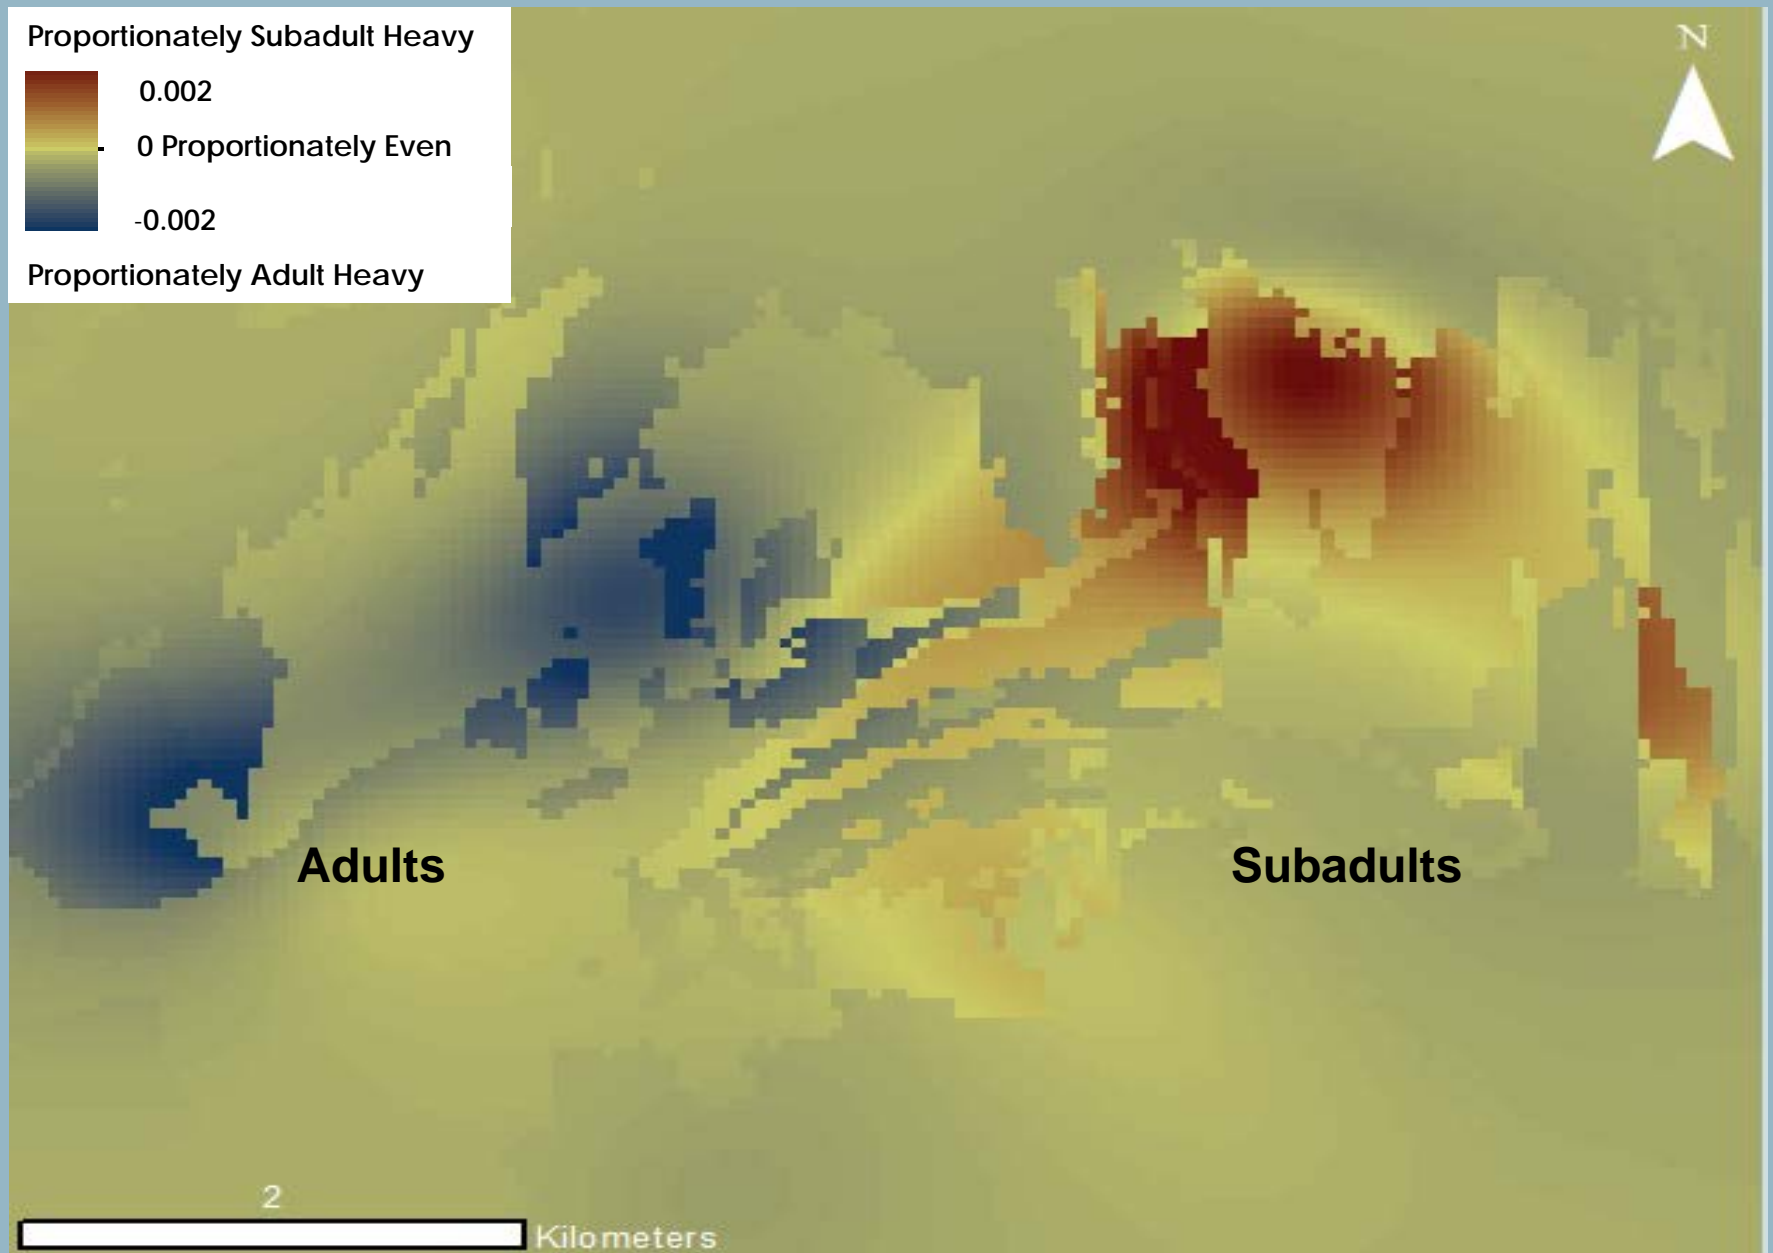 Proportionately Subadult Heavy
0.002
0 Proportionately Even
-0.002
Proportionately Adult Heavy
N
Adults
Subadults
2
Kilometers